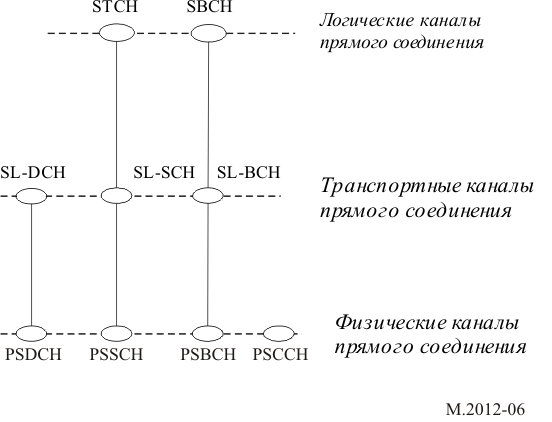 STCH SBCH
Логические каналы
прямого соединения
SL-DCH SL-SCH SL-BCH
Транспортные каналы
прямого соединения
Физические каналы
прямого соединения
PSDCH PSSCH PSBCH PSCCH
M.2012-06